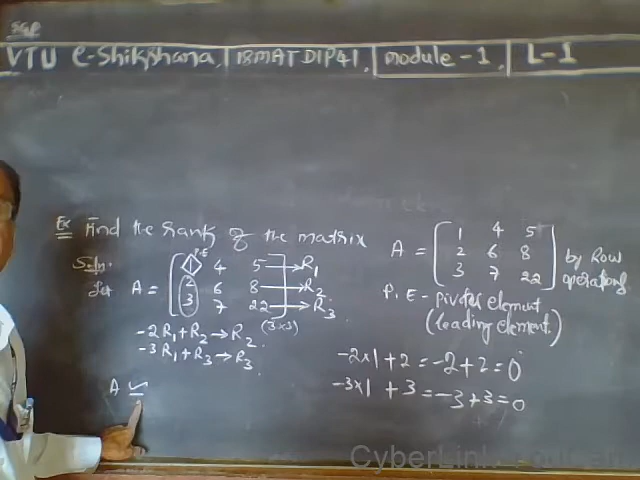 SGP
VTU e-Shikshana, 18MATDIP41, module-1, L-1
Ex Find the rank of the matrix A = [1 4 5
2 6 8
3 7 22] by Row operations
Soln:
Let A = [1 4 5 → R1
2 6 8 → R2
3 7 22] → R3
(3×3)
P.E
-2R1+R2→R2.
-3R1+R3→R3.
A ~
P.E - pivotal element
(leading element.)
-2×1+2=-2+2=0
-3×1+3=-3+3=0
CyberLink